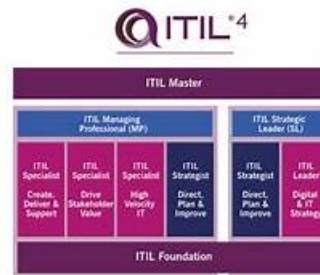 ITIL®4
ITIL Master
ITIL Managing
Professional (MP)
ITIL Strategic
Leader (SL)
ITIL
Specialist
Create,
Deliver &
Support
ITIL
Specialist
Drive
Stakeholder
Value
ITIL
Specialist
High
Velocity
IT
ITIL
Strategist
Direct,
Plan &
Improve
ITIL
Strategist
Direct,
Plan &
Improve
ITIL
Leader
Digital
& IT
Strategy
ITIL Foundation